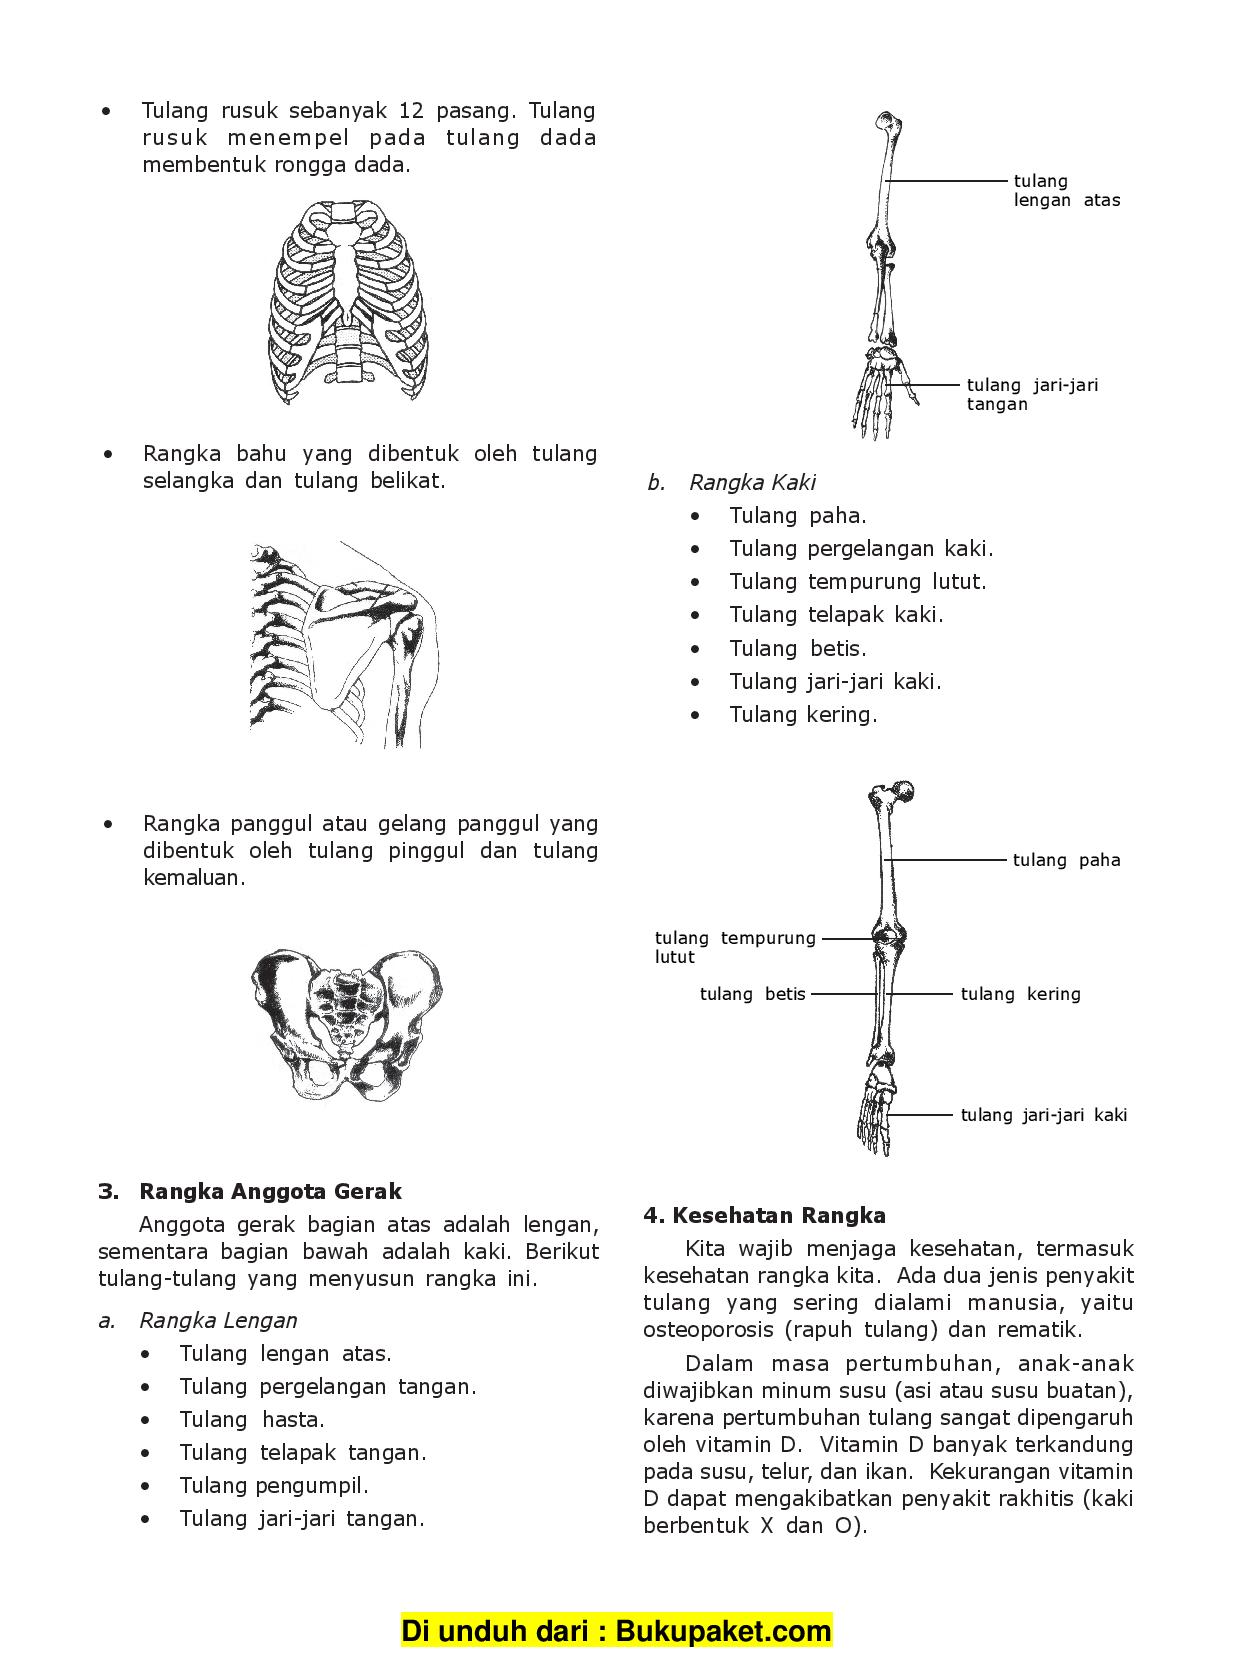 • Tulang rusuk sebanyak 12 pasang. Tulang
rusuk menempel pada tulang dada
membentuk rongga dada.
• Rangka bahu yang dibentuk oleh tulang
selangka dan tulang belikat.
• Rangka panggul atau gelang panggul yang
dibentuk oleh tulang pinggul dan tulang
kemaluan.
3. Rangka Anggota Gerak
Anggota gerak bagian atas adalah lengan,
sementara bagian bawah adalah kaki. Berikut
tulang-tulang yang menyusun rangka ini.
a. Rangka Lengan
• Tulang lengan atas.
• Tulang pergelangan tangan.
• Tulang hasta.
• Tulang telapak tangan.
• Tulang pengumpil.
• Tulang jari-jari tangan.
tulang
lengan atas
tulang jari-jari
tangan
b. Rangka Kaki
• Tulang paha.
• Tulang pergelangan kaki.
• Tulang tempurung lutut.
• Tulang telapak kaki.
• Tulang betis.
• Tulang jari-jari kaki.
• Tulang kering.
tulang paha
tulang tempurung
lutut
tulang betis
tulang kering
tulang jari-jari kaki
4. Kesehatan Rangka
Kita wajib menjaga kesehatan, termasuk
kesehatan rangka kita. Ada dua jenis penyakit
tulang yang sering dialami manusia, yaitu
osteoporosis (rapuh tulang) dan rematik.
Dalam masa pertumbuhan, anak-anak
diwajibkan minum susu (asi atau susu buatan),
karena pertumbuhan tulang sangat dipengaruh
oleh vitamin D. Vitamin D banyak terkandung
pada susu, telur, dan ikan. Kekurangan vitamin
D dapat mengakibatkan penyakit rakhitis (kaki
berbentuk X dan O).
Di unduh dari : Bukupaket.com